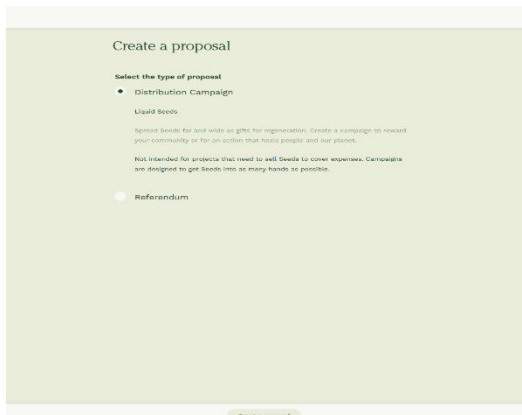 Create a proposal
Select the type of proposal
Distribution Campaign
Liquid Seeds
Spread Seeds far and wide as gifts for regeneration. Create a campaign to reward
your community or for an action that heals people and our planet.
Not intended for projects that need to sell Seeds to cover expenses. Campaigns
are designed to get Seeds into as many hands as possible.
Referendum